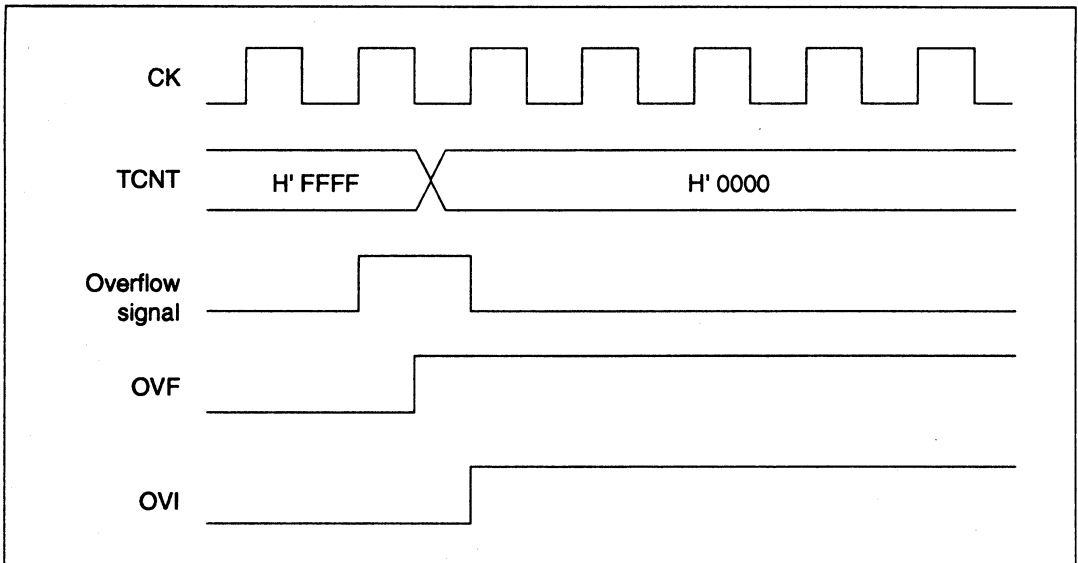 CK
TCNT
H' FFFF
H' 0000
Overflow
signal
OVF
OVI